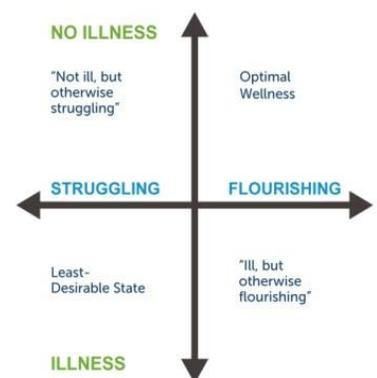 NO ILLNESS
"Not ill, but
otherwise
struggling"
Optimal
Wellness
STRUGGLING
FLOURISHING
Least-
Desirable State
"Ill, but
otherwise
flourishing"
ILLNESS